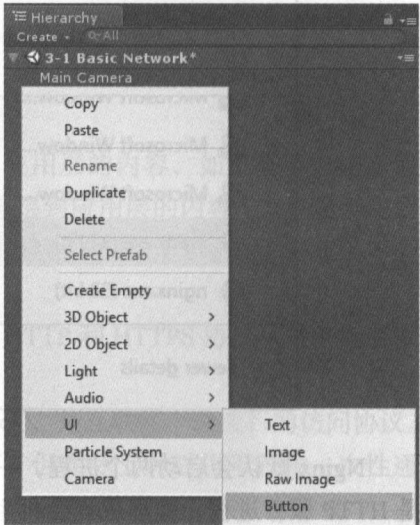 Hierarchy
Create All
3-1 Basic Network*
Main Camera
Copy
Paste
Rename
Duplicate
Delete
Select Prefab
Create Empty
3D Object >
2D Object >
Light >
Audio >
UI >
Text
Particle System
Image
Camera
Raw Image
Button